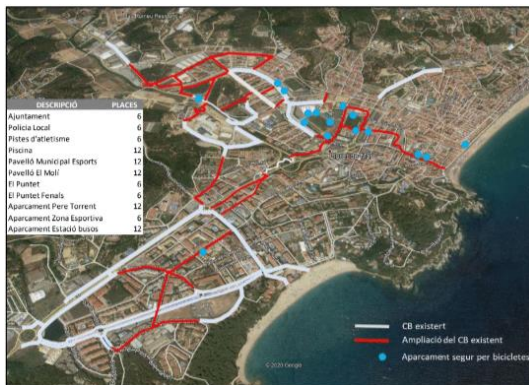 DESCRIPCIÓ PLACES
Ajuntament 6
Policia Local 6
Pistes d'atletisme 6
Piscina 12
Pavelló Municipal Esports 12
Pavelló El Molí 12
El Puntet 6
El Puntet Fenals 6
Aparcament Pere Torrent 12
Aparcament Zona Esportiva 6
Aparcament Estació busos 12
CB existert
Ampliació del CB existent
Aparcament segur per bicicletes
© 2020 Google